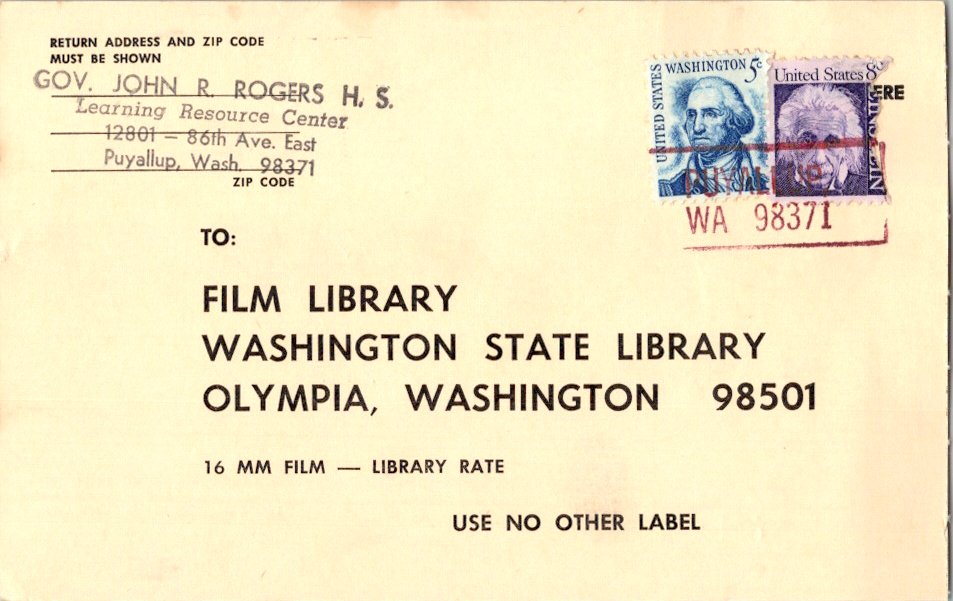 RETURN ADDRESS AND ZIP CODE
MUST BE SHOWN
GOV. JOHN R. ROGERS H. S.
Learning Resource Center
12801 — 86th Ave. East
Puyallup, Wash. 98371
ZIP CODE
UNITED STATES
WASHINGTON 5c
United States 8c
EINSTEIN
ERE
PUYALLUP
WA 98371
TO:
FILM LIBRARY
WASHINGTON STATE LIBRARY
OLYMPIA, WASHINGTON 98501
16 MM FILM — LIBRARY RATE
USE NO OTHER LABEL